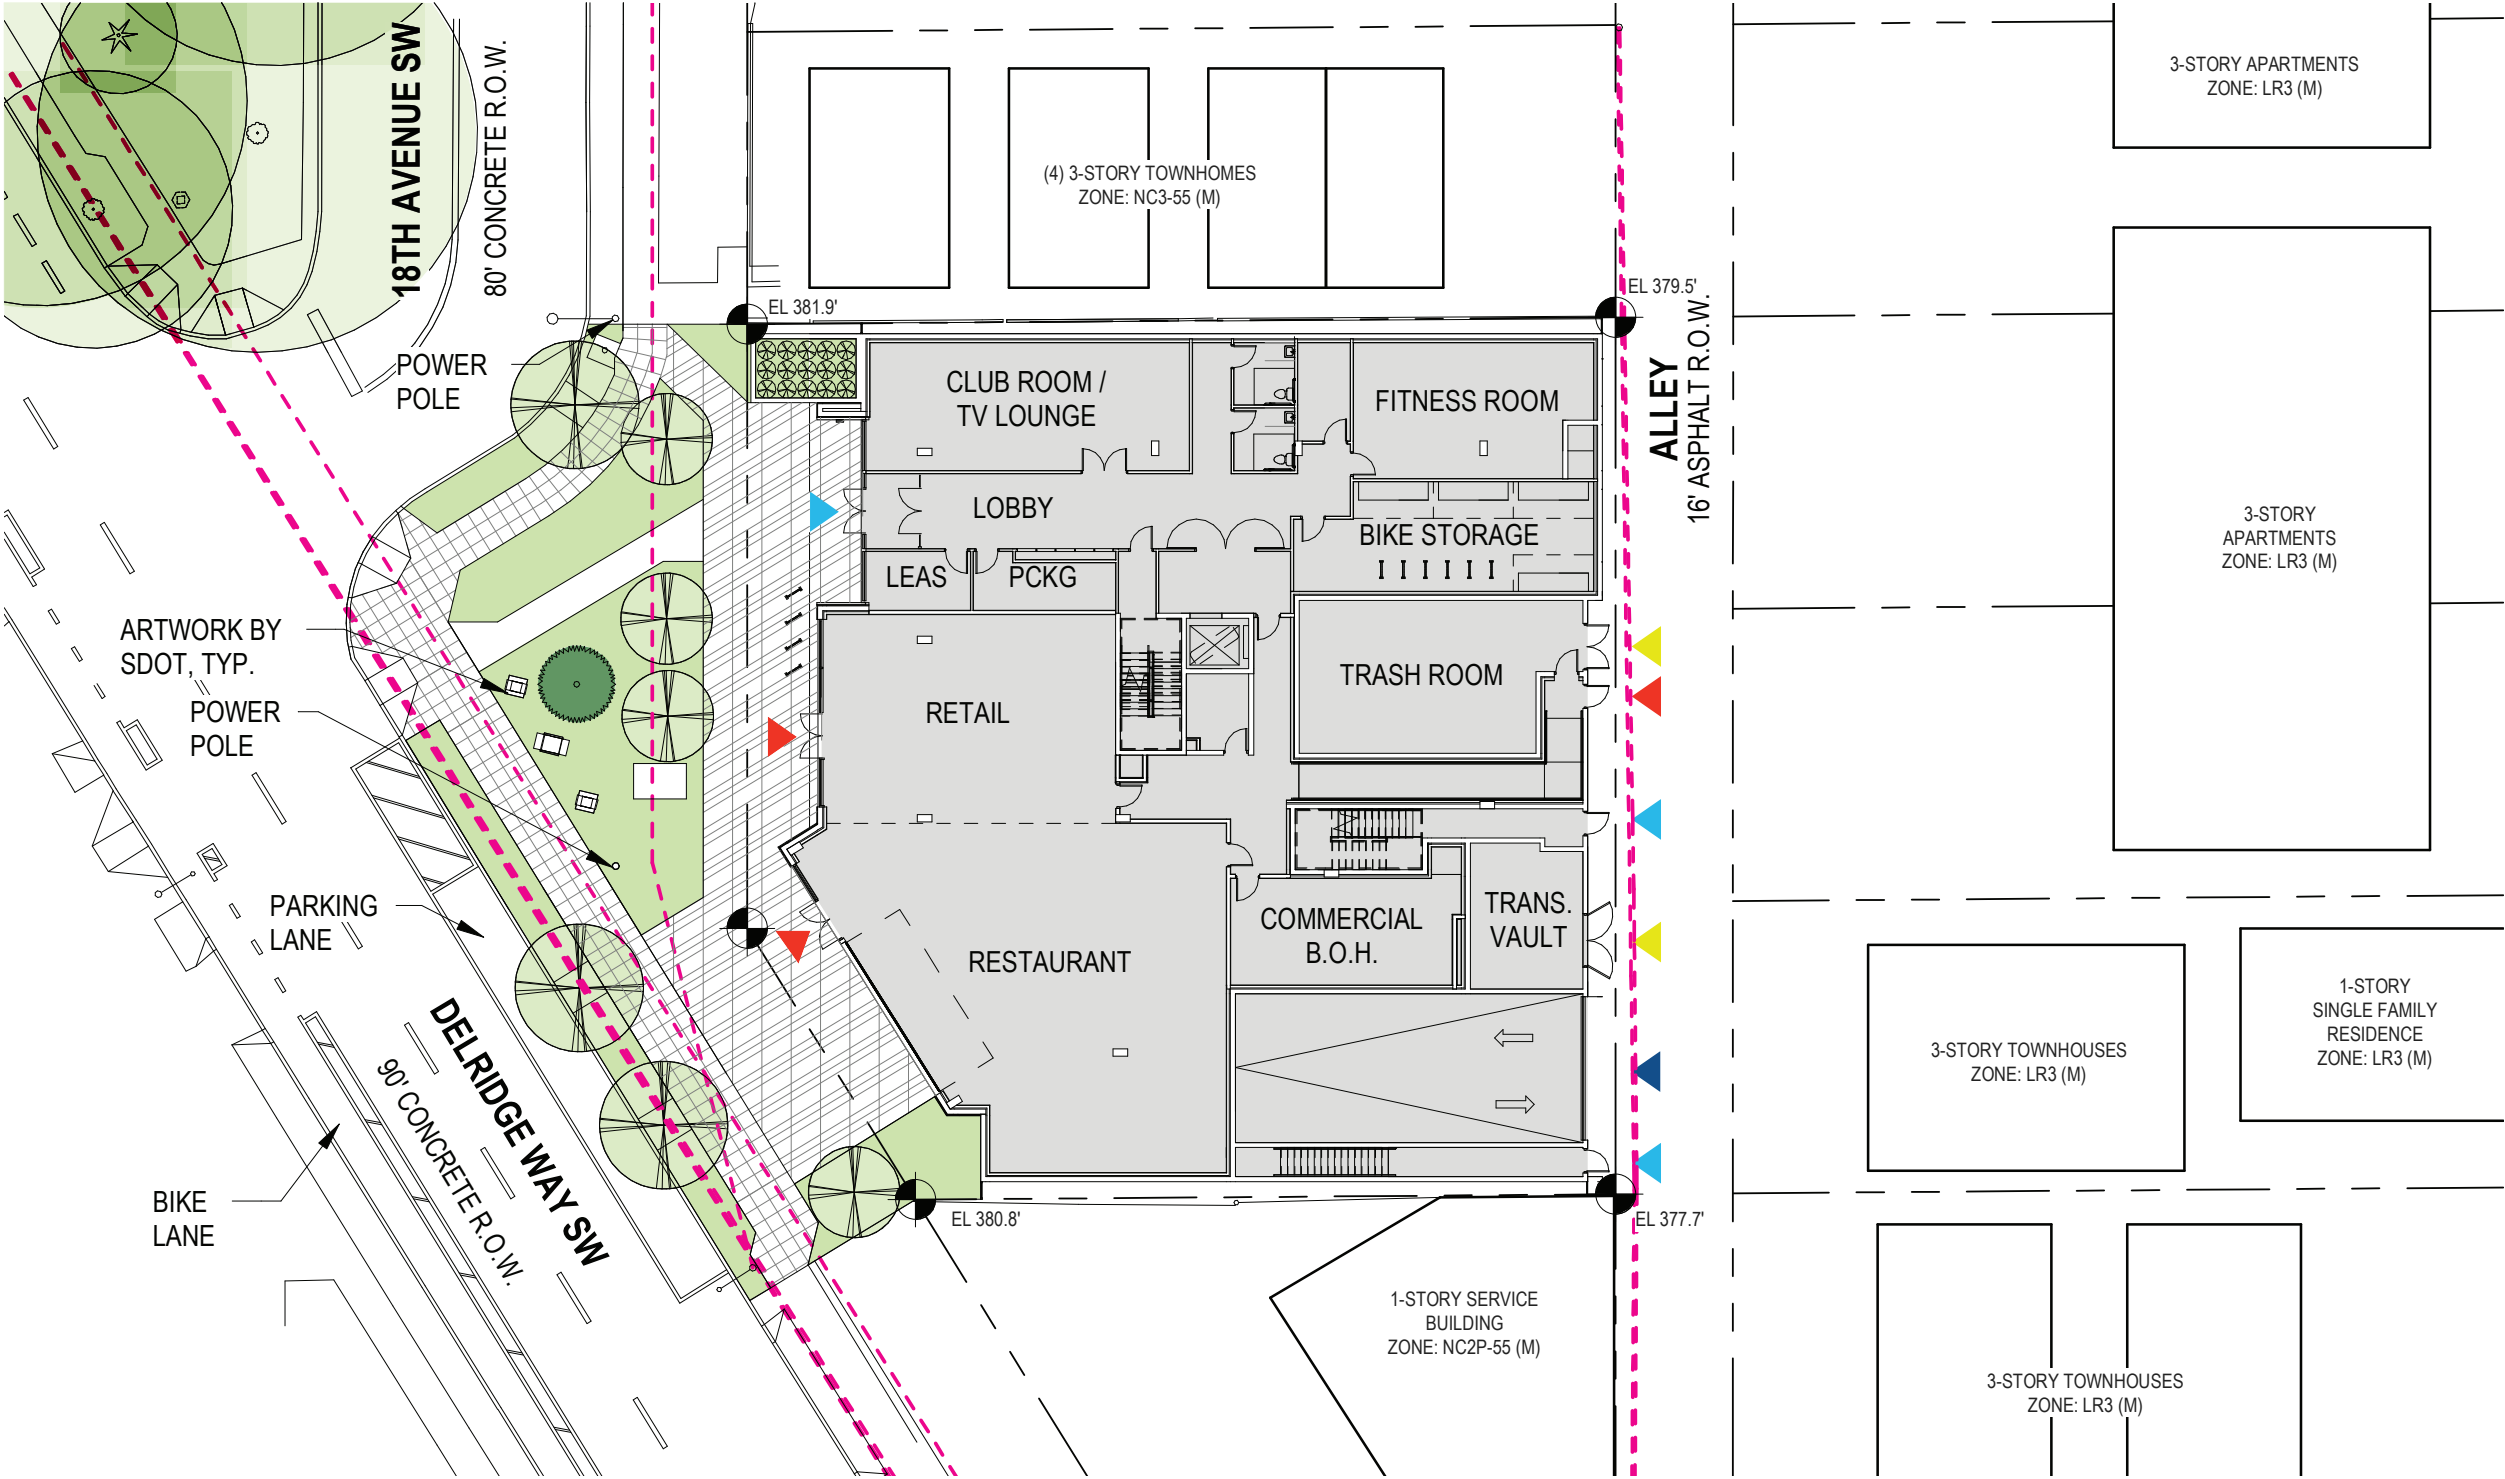 18TH AVENUE SW
80' CONCRETE R.O.W.
3-STORY APARTMENTS
ZONE: LR3 (M)
(4) 3-STORY TOWNHOMES
ZONE: NC3-55 (M)
EL 381.9'
EL 379.5'
POWER
POLE
CLUB ROOM /
TV LOUNGE
FITNESS ROOM
ALLEY
16' ASPHALT R.O.W.
LOBBY
BIKE STORAGE
3-STORY
APARTMENTS
ZONE: LR3 (M)
LEAS
PCKG
ARTWORK BY
SDOT, TYP.
POWER
POLE
RETAIL
TRASH ROOM
PARKING
LANE
RESTAURANT
COMMERCIAL
B.O.H.
TRANS.
VAULT
1-STORY
SINGLE FAMILY
RESIDENCE
ZONE: LR3 (M)
3-STORY TOWNHOUSES
ZONE: LR3 (M)
DELRIDGE WAY SW
90' CONCRETE R.O.W.
BIKE
LANE
EL 380.8'
EL 377.7'
1-STORY SERVICE
BUILDING
ZONE: NC2P-55 (M)
3-STORY TOWNHOUSES
ZONE: LR3 (M)